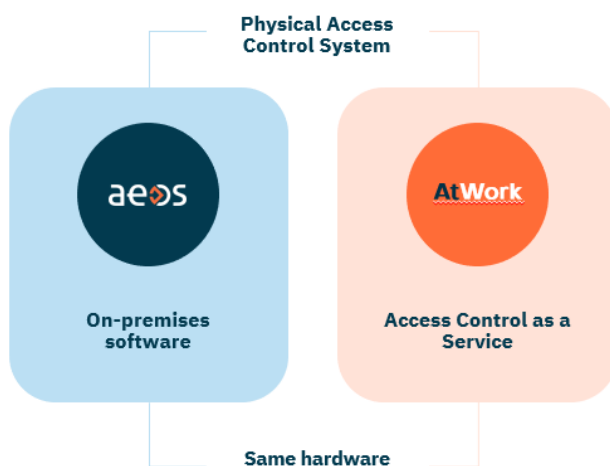 Physical Access
Control System
aeos
AtWork
On-premises
software
Access Control as a
Service
Same hardware